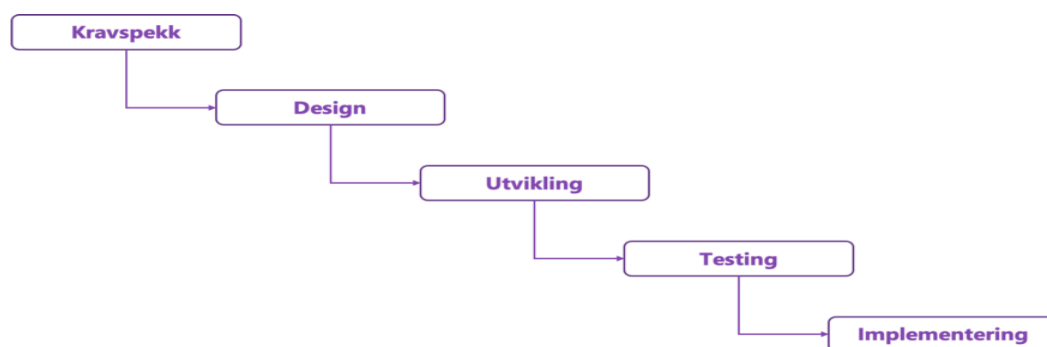 Kravspekk
Design
Utvikling
Testing
Implementering